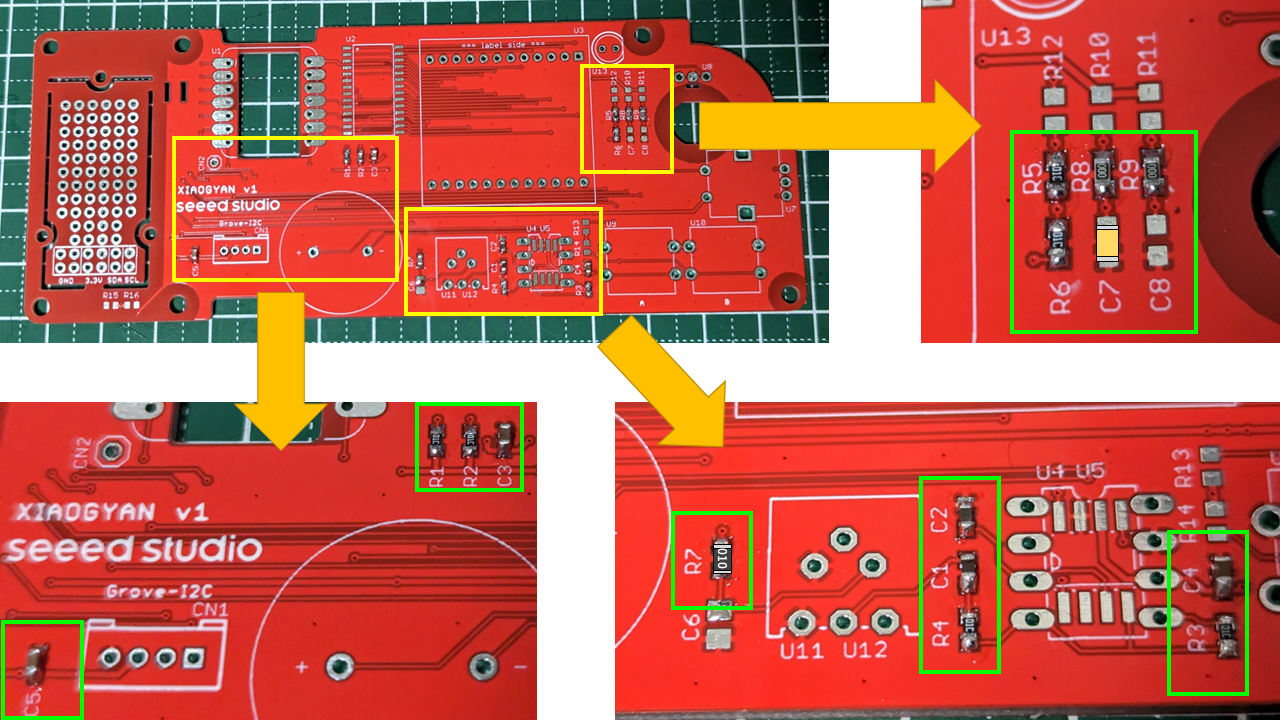 U1
U2
U3
=== label side ===
U13
U8
R12 R10 R11
R5 R8 R9
R6 C7 C8
CN2
R1 R2 C3
XIAOGYAN v1
seeed studio
Grove-I2C
CN1
C5
U7
U4 U5
R13
U9
U10
C2
R14
R7
C1
C4
C6
U11 U12
R4
R3
A
B
GND 3.3V SDA SCL
R15 R16
U13
R12
R10
R11
R5
R8
000
R9
000
R6
C7
C8
CN2
R1
R2
C3
XIAOGYAN v1
seeed studio
Grove-I2C
CN1
C5
+
-
U4 U5
R13
C2
R14
R7
010
C1
C4
C6
R4
R3
U11 U12